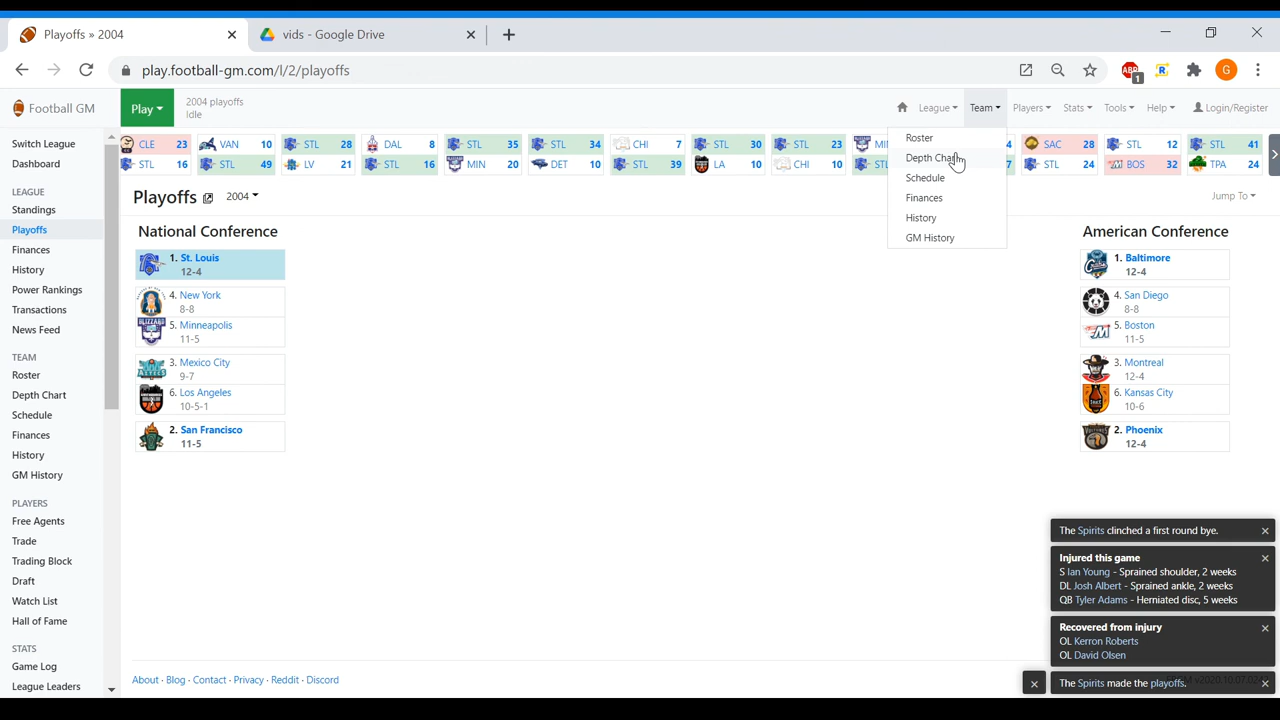 Playoffs » 2004
vids - Google Drive
play.football-gm.com/l/2/playoffs
ABP
1
R
G
Football GM
Play
2004 playoffs
Idle
League
Team
Players
Stats
Tools
Help
Login/Register
CLE 23
STL 16
VAN 10
STL 49
STL 28
LV 21
DAL 8
STL 16
STL 35
MIN 20
STL 34
DET 10
CHI 7
STL 39
STL 30
LA 10
STL 23
CHI 10
STL
SAC 28
STL 24
STL 12
BOS 32
STL 41
TPA 24
Roster
Depth Chart
Schedule
Finances
History
GM History
Switch League
Dashboard
LEAGUE
Standings
Playoffs
Finances
History
Power Rankings
Transactions
News Feed
TEAM
Roster
Depth Chart
Schedule
Finances
History
GM History
PLAYERS
Free Agents
Trade
Trading Block
Draft
Watch List
Hall of Fame
STATS
Game Log
League Leaders
Playoffs
2004
Jump To
National Conference
1. St. Louis
12-4
4. New York
8-8
5. Minneapolis
11-5
3. Mexico City
9-7
6. Los Angeles
10-5-1
2. San Francisco
11-5
American Conference
1. Baltimore
12-4
4. San Diego
8-8
5. Boston
11-5
3. Montreal
12-4
6. Kansas City
10-6
2. Phoenix
12-4
The Spirits clinched a first round bye.
Injured this game
S Ian Young - Sprained shoulder, 2 weeks
DL Josh Albert - Sprained ankle, 2 weeks
QB Tyler Adams - Herniated disc, 5 weeks
Recovered from injury
OL Kerron Roberts
OL David Olsen
The Spirits made the playoffs.
About · Blog · Contact · Privacy · Reddit · Discord